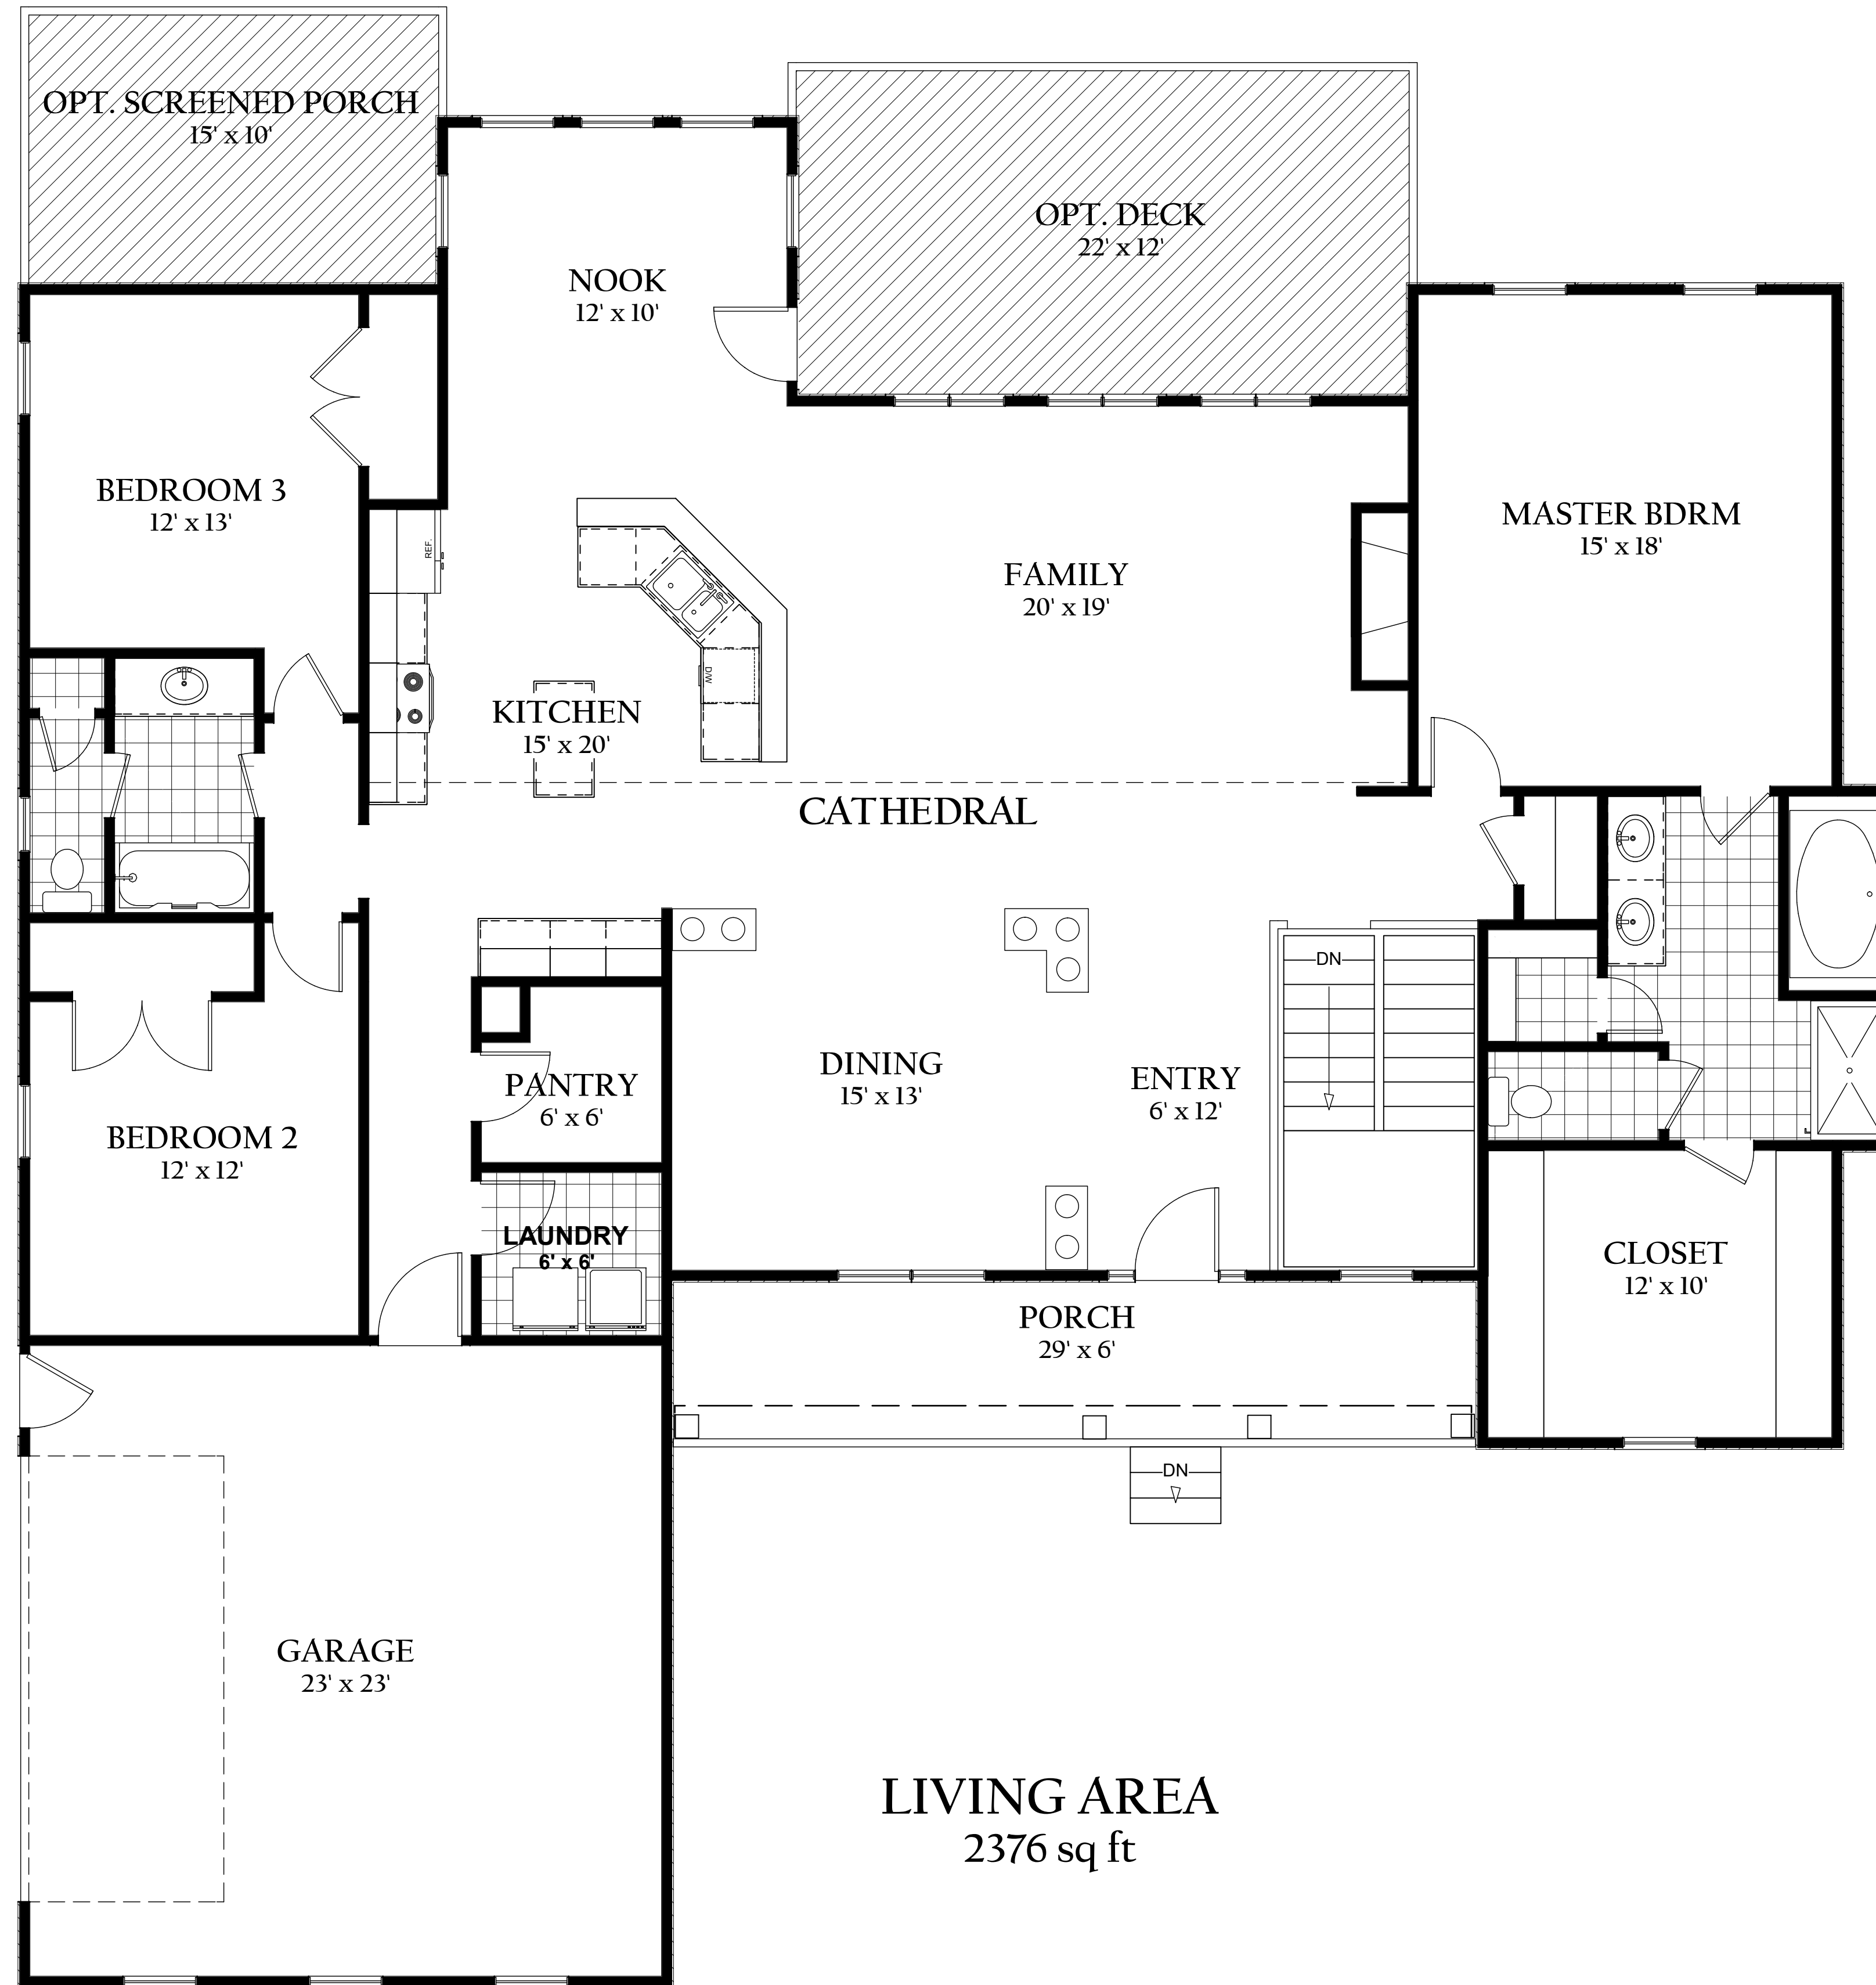 OPT. SCREENED PORCH
15' x 10'
OPT. DECK
22' x 12'
NOOK
12' x 10'
BEDROOM 3
12' x 13'
MASTER BDRM
15' x 18'
REF.
FAMILY
20' x 19'
D/W
KITCHEN
15' x 20'
CATHEDRAL
DN
DINING
15' x 13'
ENTRY
6' x 12'
PANTRY
6' x 6'
BEDROOM 2
12' x 12'
LAUNDRY
6' x 6'
CLOSET
12' x 10'
PORCH
29' x 6'
DN
GARAGE
23' x 23'
LIVING AREA
2376 sq ft